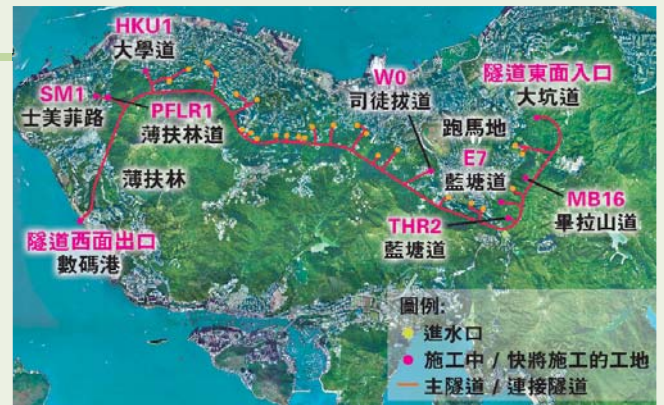 HKU1
大學道
SM1
士美菲路
PFLR1
薄扶林道
薄扶林
隧道西面出口
數碼港
W0
司徒拔道
跑馬地
隧道東面入口
大坑道
E7
藍塘道
MB16
畢拉山道
THR2
藍塘道
圖例:
進水口
施工中 / 快將施工的工地
主隧道 / 連接隧道